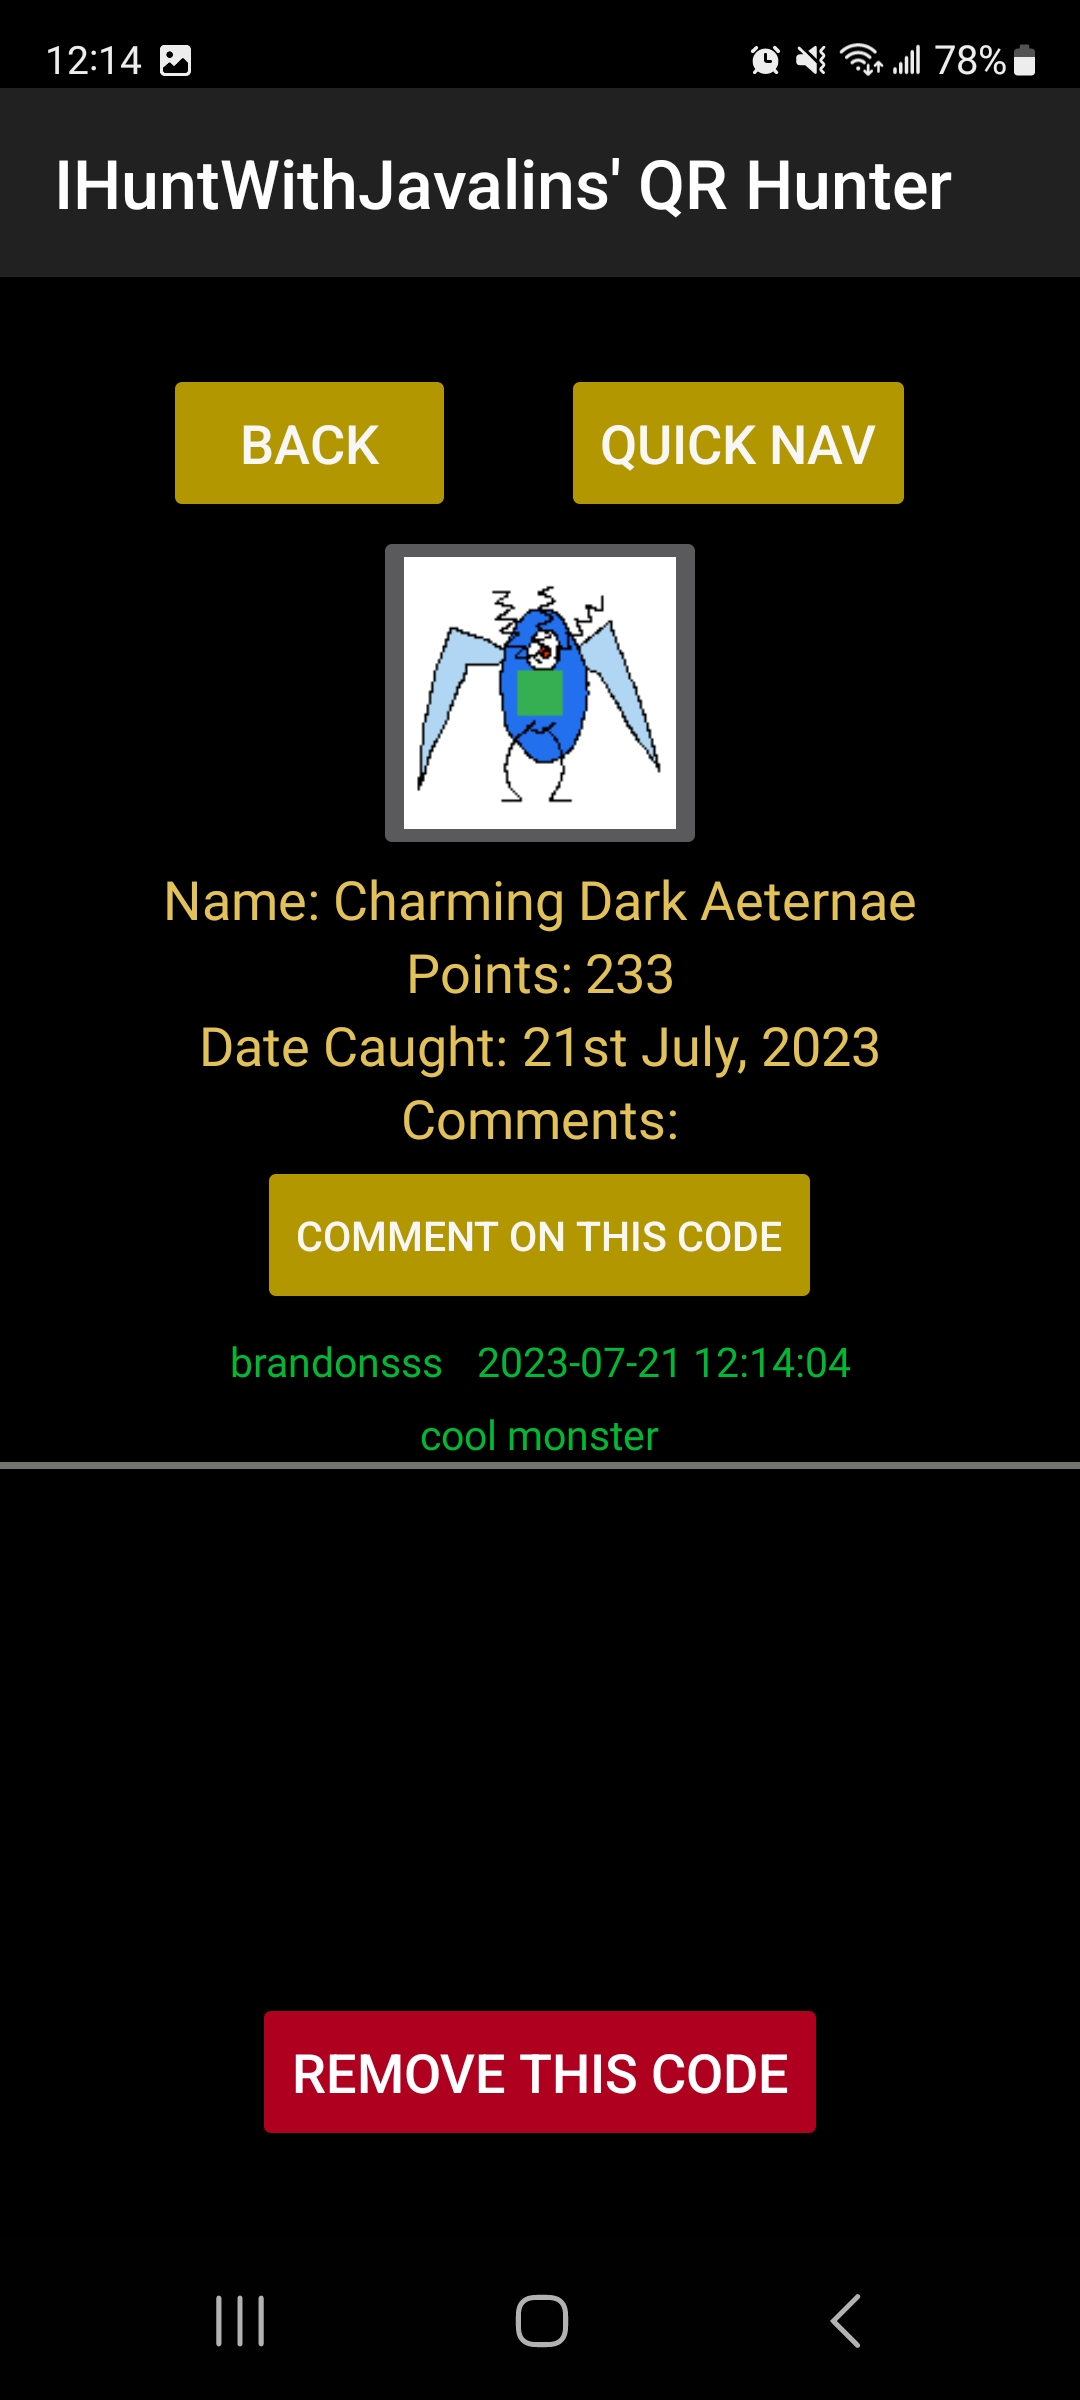 12:14 78%
IHuntWithJavalins' QR Hunter
BACK QUICK NAV
Name: Charming Dark Aeternae
Points: 233
Date Caught: 21st July, 2023
Comments:
COMMENT ON THIS CODE
brandonsss 2023-07-21 12:14:04
cool monster
REMOVE THIS CODE